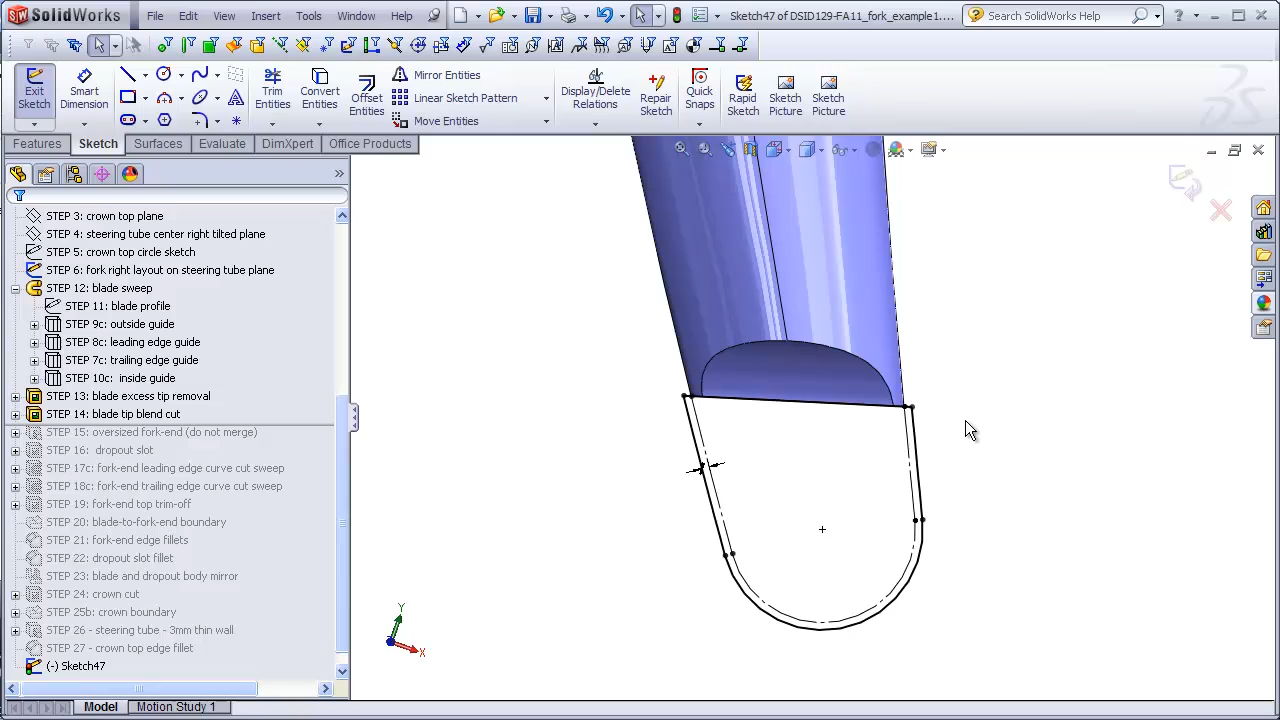 SolidWorks File Edit View Insert Tools Window Help Sketch47 of DSID129-FA11_fork_example1.... Search SolidWorks Help
Exit Sketch
Smart Dimension
Trim Entities
Convert Entities
Offset Entities
Mirror Entities
Linear Sketch Pattern
Move Entities
Display/Delete Relations
Repair Sketch
Quick Snaps
Rapid Sketch
Sketch Picture
Sketch Picture
Features Sketch Surfaces Evaluate DimXpert Office Products
STEP 3: crown top plane
STEP 4: steering tube center right tilted plane
STEP 5: crown top circle sketch
STEP 6: fork right layout on steering tube plane
STEP 12: blade sweep
STEP 11: blade profile
STEP 9c: outside guide
STEP 8c: leading edge guide
STEP 7c: trailing edge guide
STEP 10c: inside guide
STEP 13: blade excess tip removal
STEP 14: blade tip blend cut
STEP 15: oversized fork-end (do not merge)
STEP 16: dropout slot
STEP 17c: fork-end leading edge curve cut sweep
STEP 18c: fork-end trailing edge curve cut sweep
STEP 19: fork-end top trim-off
STEP 20: blade-to-fork-end boundary
STEP 21: fork-end edge fillets
STEP 22: dropout slot fillet
STEP 23: blade and dropout body mirror
STEP 24: crown cut
STEP 25b: crown boundary
STEP 26 - steering tube - 3mm thin wall
STEP 27 - crown top edge fillet
(-) Sketch47
Y
X
Model Motion Study 1